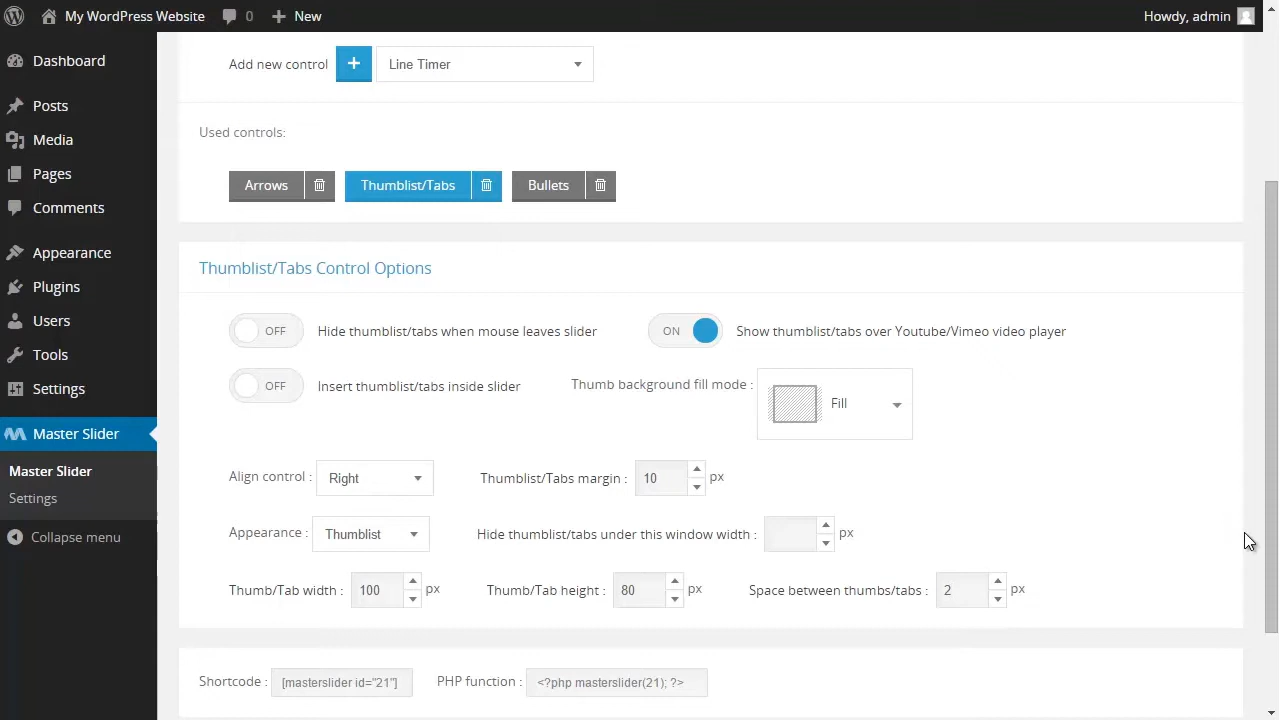 My WordPress Website 0 New Howdy, admin
Dashboard
Posts
Media
Pages
Comments
Appearance
Plugins
Users
Tools
Settings
Master Slider
Master Slider
Settings
Collapse menu
Add new control + Line Timer
Used controls:
Arrows Thumblist/Tabs Bullets
Thumblist/Tabs Control Options
OFF Hide thumblist/tabs when mouse leaves slider ON Show thumblist/tabs over Youtube/Vimeo video player
OFF Insert thumblist/tabs inside slider Thumb background fill mode : Fill
Align control : Right Thumblist/Tabs margin : 10 px
Appearance : Thumblist Hide thumblist/tabs under this window width : px
Thumb/Tab width : 100 px Thumb/Tab height : 80 px Space between thumbs/tabs : 2 px
Shortcode : [masterslider id="21"] PHP function : <?php masterslider(21); ?>